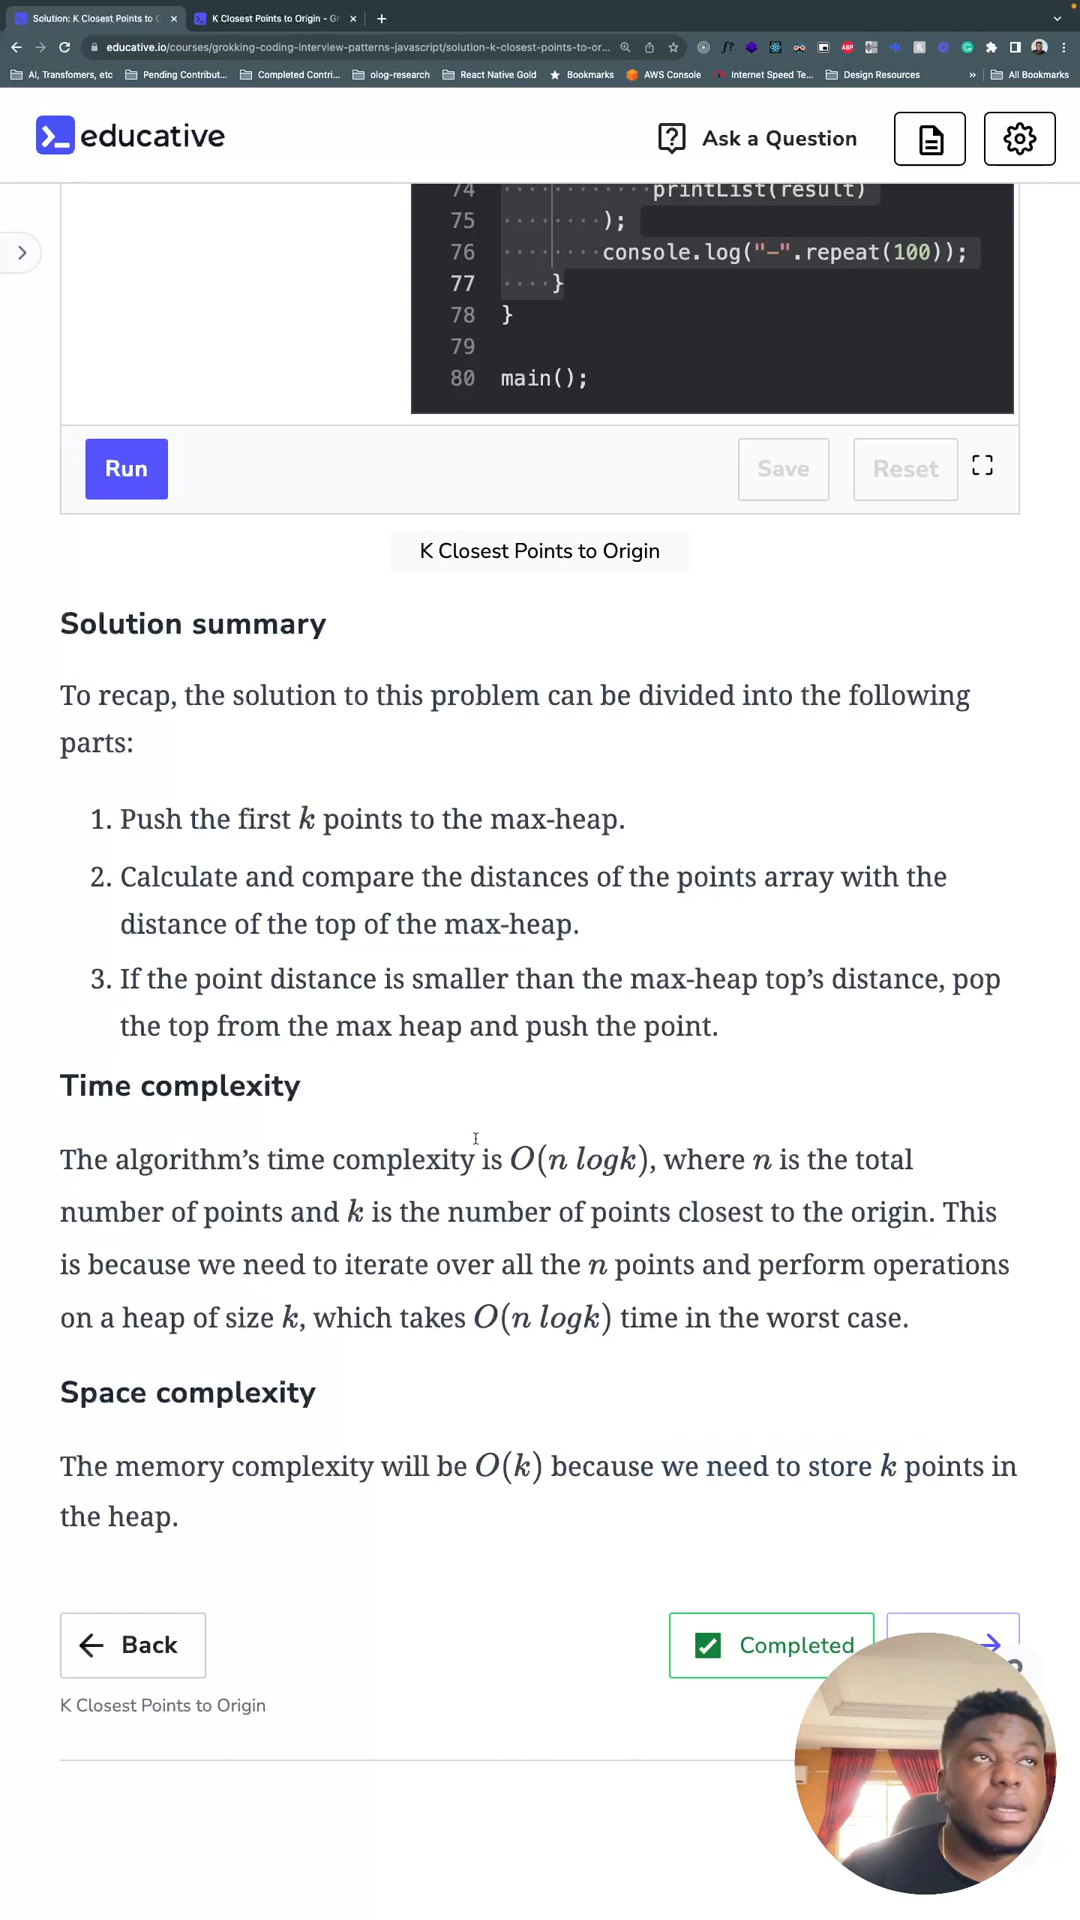 Solution: K Closest Points to
K Closest Points to Origin - Gr
educative.io/courses/grokking-coding-interview-patterns-javascript/solution-k-closest-points-to-or...
AI, Transfomers, etc
Pending Contribut...
Completed Contri...
olog-research
React Native Gold
Bookmarks
AWS Console
Internet Speed Te...
Design Resources
»
All Bookmarks
educative
Ask a Question
74 printList(result)
75 );
76 console.log("-".repeat(100));
77 }
78 }
79
80 main();
Run
Save
Reset
K Closest Points to Origin
Solution summary
To recap, the solution to this problem can be divided into the following
parts:
1. Push the first k points to the max-heap.
2. Calculate and compare the distances of the points array with the
distance of the top of the max-heap.
3. If the point distance is smaller than the max-heap top's distance, pop
the top from the max heap and push the point.
Time complexity
The algorithm's time complexity is O(n logk), where n is the total
number of points and k is the number of points closest to the origin. This
is because we need to iterate over all the n points and perform operations
on a heap of size k, which takes O(n logk) time in the worst case.
Space complexity
The memory complexity will be O(k) because we need to store k points in
the heap.
Back
Completed
K Closest Points to Origin